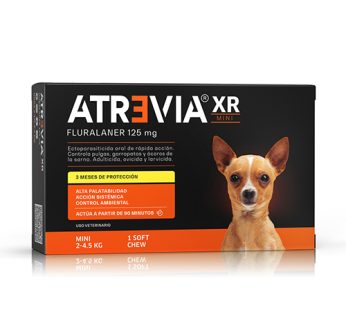 ATREVIA® XR
MINI
FLURALANER 125 mg
Ectoparasiticida oral de rápida acción.
Controla pulgas, garrapatas y ácaros de
la sarna. Adulticida, ovicida y larvicida.
3 MESES DE PROTECCIÓN
ALTA PALATABILIDAD
ACCIÓN SISTÉMICA
CONTROL AMBIENTAL
ACTÚA A PARTIR DE 90 MINUTOS
USO VETERINARIO
MINI
2-4.5 KG
1 SOFT
CHEW